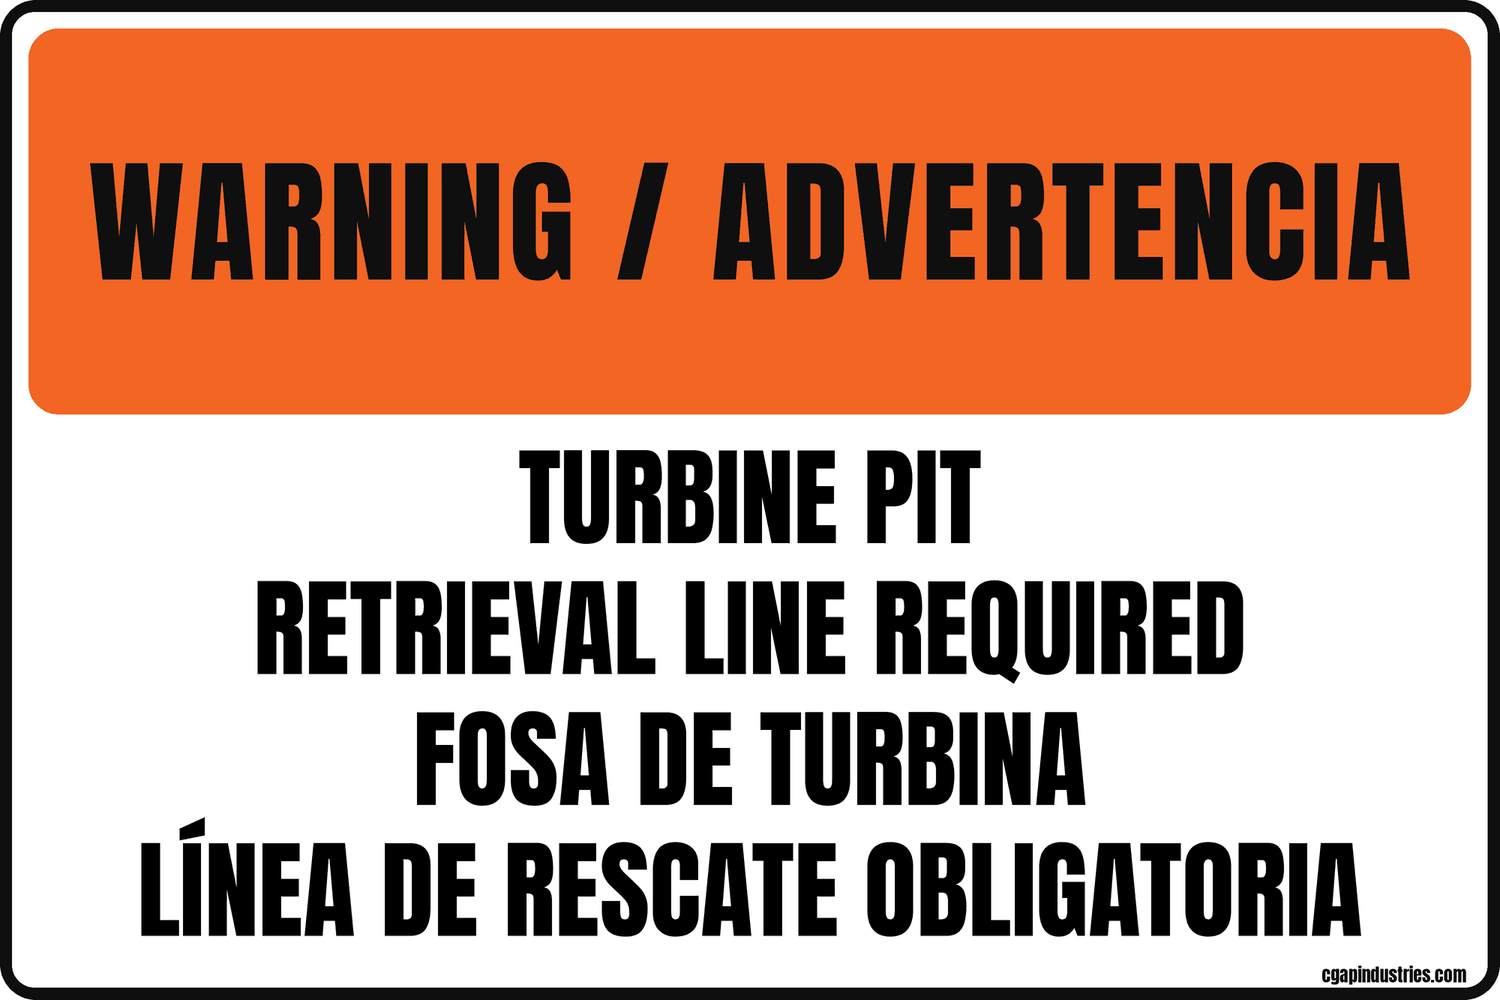 WARNING / ADVERTENCIA
TURBINE PIT
RETRIEVAL LINE REQUIRED
FOSA DE TURBINA
LÍNEA DE RESCATE OBLIGATORIA
cgapindustries.com